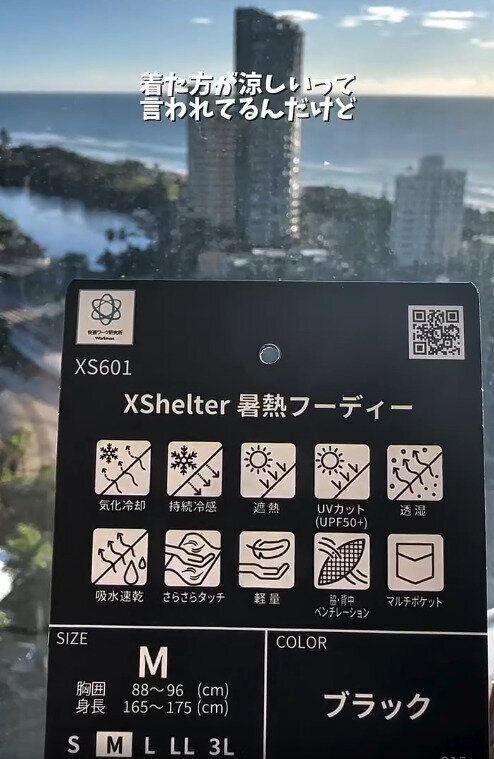 着た方が涼しいって
言われてるんだけど
快適ワーク研究所
Workman
XS601
XShelter 暑熱フーディー
気化冷却
持続冷感
遮熱
UVカット
(UPF50+)
透湿
吸水速乾
さらさらタッチ
軽量
脇・背中
ベンチレーション
マルチポケット
SIZE
M
胸囲 88～96 (cm)
身長 165～175 (cm)
S M L LL 3L
COLOR
ブラック